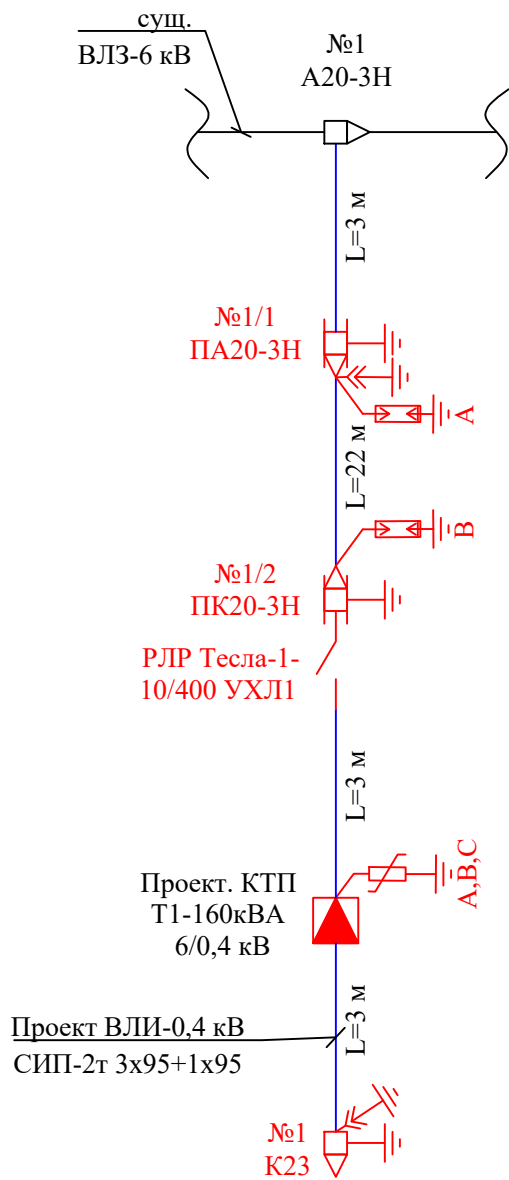 сущ.
ВЛЗ-6 кВ
№1
А20-3Н
L=3 м
№1/1
ПА20-3Н
А
L=22 м
В
№1/2
ПК20-3Н
РЛР Тесла-1-
10/400 УХЛ1
L=3 м
А,В,С
Проект. КТП
Т1-160кВА
6/0,4 кВ
L=3 м
Проект ВЛИ-0,4 кВ
СИП-2т 3х95+1х95
№1
К23